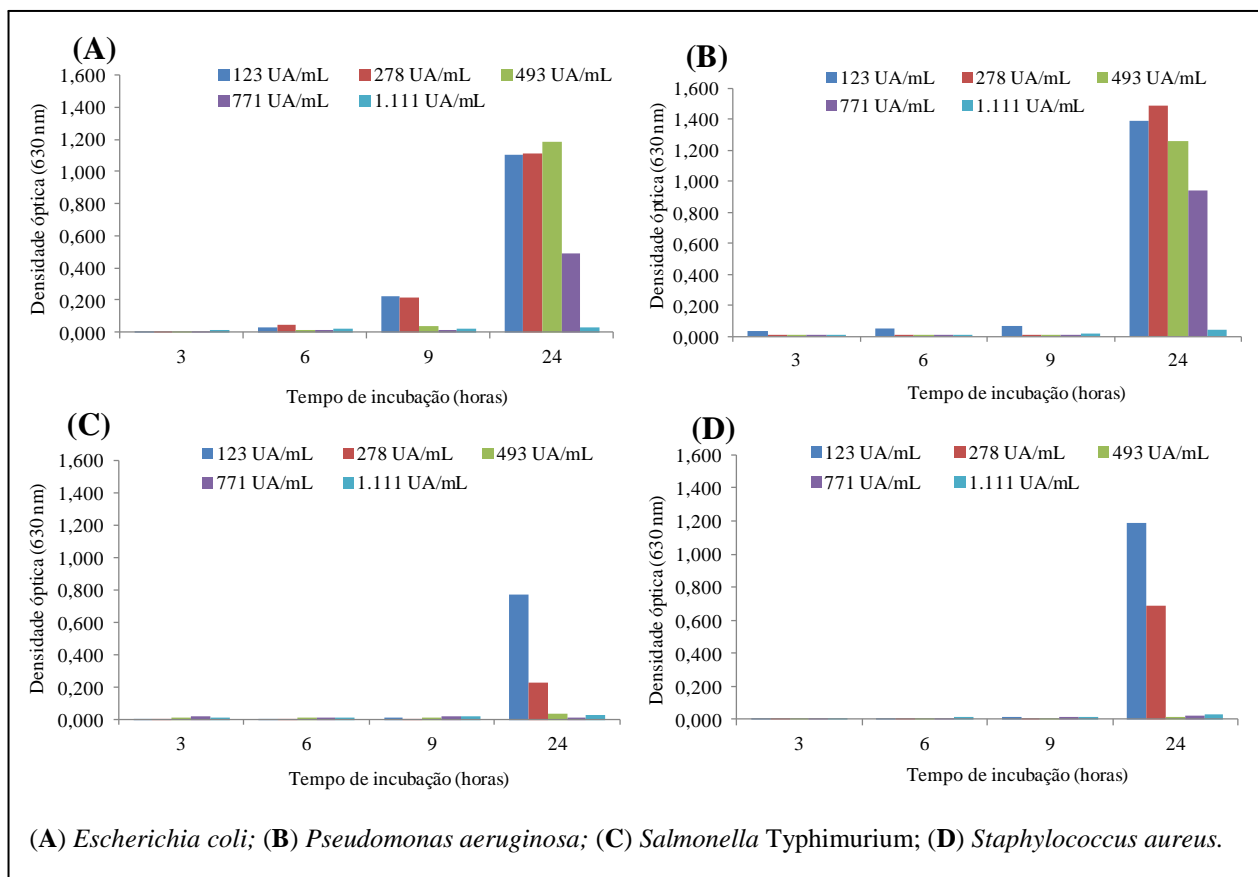 (A)
1,600
1,400
1,200
1,000
0,800
0,600
0,400
0,200
0,000
Densidade óptica (630 nm)
123 UA/mL 278 UA/mL 493 UA/mL
771 UA/mL 1.111 UA/mL
3 6 9 24
Tempo de incubação (horas)
(B)
1,600
1,400
1,200
1,000
0,800
0,600
0,400
0,200
0,000
Densidade óptica (630 nm)
123 UA/mL 278 UA/mL 493 UA/mL
771 UA/mL 1.111 UA/mL
3 6 9 24
Tempo de incubação (horas)
(C)
1,600
1,400
1,200
1,000
0,800
0,600
0,400
0,200
0,000
Densidade óptica (630 nm)
123 UA/mL 278 UA/mL 493 UA/mL
771 UA/mL 1.111 UA/mL
3 6 9 24
Tempo de incubação (horas)
(D)
1,600
1,400
1,200
1,000
0,800
0,600
0,400
0,200
0,000
Densidade óptica (630 nm)
123 UA/mL 278 UA/mL 493 UA/mL
771 UA/mL 1.111 UA/mL
3 6 9 24
Tempo de incubação (horas)
(A) Escherichia coli; (B) Pseudomonas aeruginosa; (C) Salmonella Typhimurium; (D) Staphylococcus aureus.